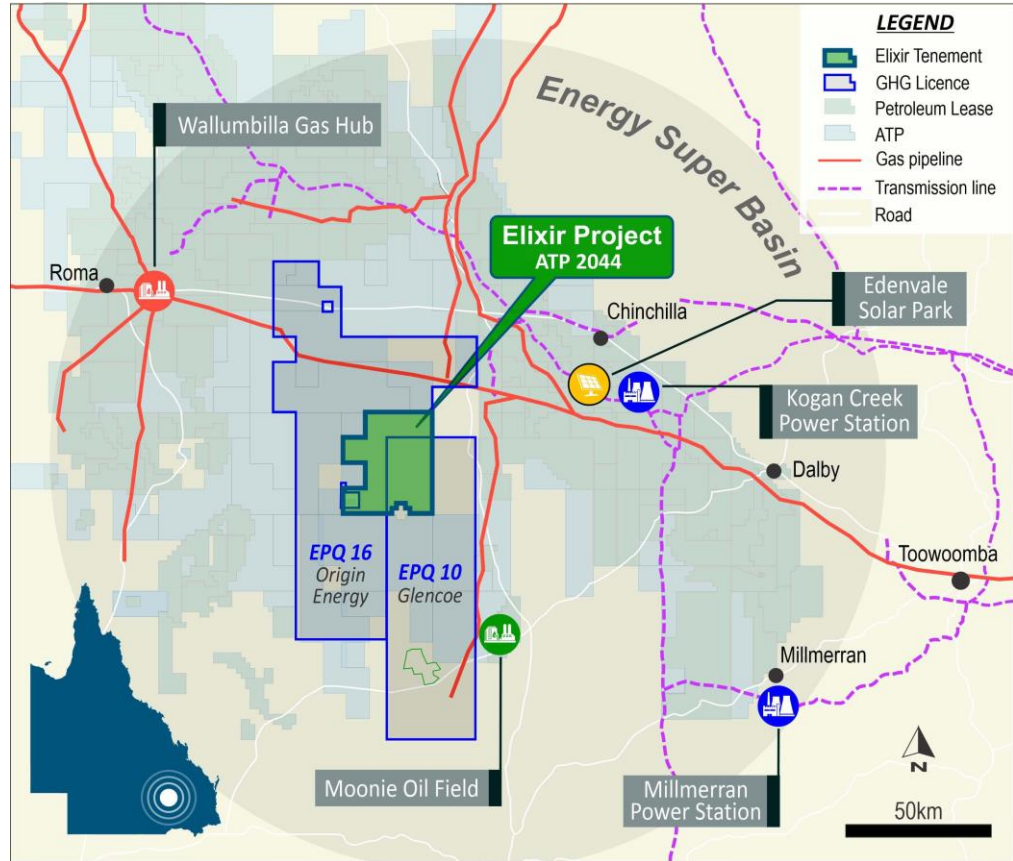 LEGEND
Elixir Tenement
GHG Licence
Petroleum Lease
ATP
Gas pipeline
Transmission line
Road
Energy Super Basin
Wallumbilla Gas Hub
Elixir Project
ATP 2044
Roma
Edenvale
Solar Park
Chinchilla
Kogan Creek
Power Station
Dalby
Toowoomba
EPQ 16
Origin
Energy
EPQ 10
Glencoe
Millmerran
Moonie Oil Field
Millmerran
Power Station
N
50km